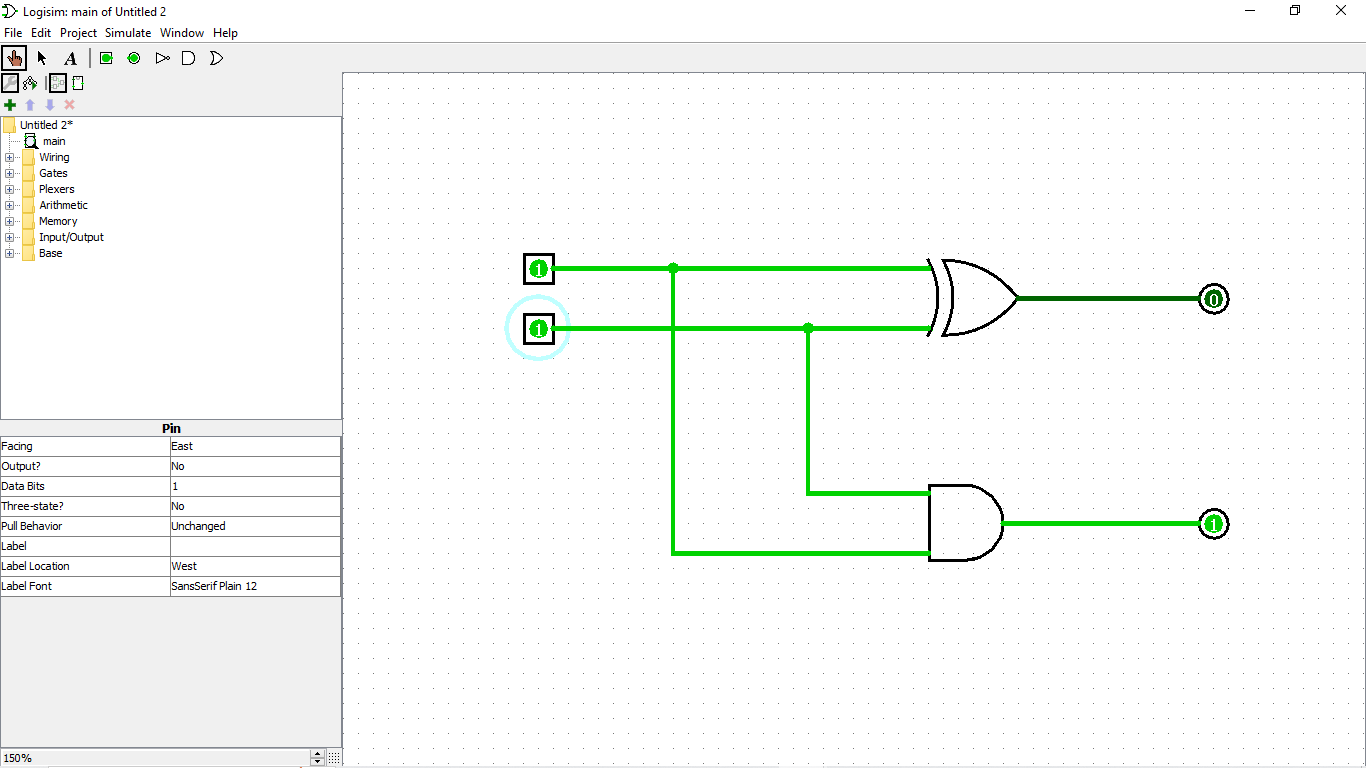 Logisim: main of Untitled 2
File Edit Project Simulate Window Help
A
Untitled 2*
main
Wiring
Gates
Plexers
Arithmetic
Memory
Input/Output
Base
1
1
0
1
Pin
Facing East
Output? No
Data Bits 1
Three-state? No
Pull Behavior Unchanged
Label
Label Location West
Label Font SansSerif Plain 12
150%